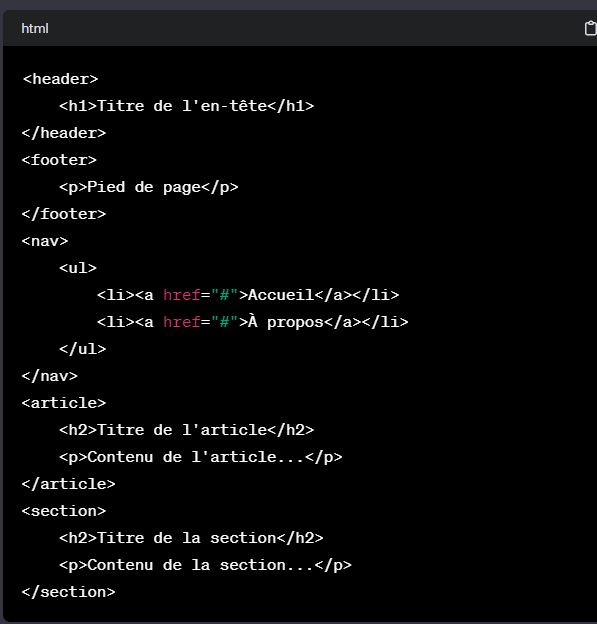 html
<header>
    <h1>Titre de l'en-tête</h1>
</header>
<footer>
    <p>Pied de page</p>
</footer>
<nav>
    <ul>
        <li><a href="#">Accueil</a></li>
        <li><a href="#">À propos</a></li>
    </ul>
</nav>
<article>
    <h2>Titre de l'article</h2>
    <p>Contenu de l'article...</p>
</article>
<section>
    <h2>Titre de la section</h2>
    <p>Contenu de la section...</p>
</section>